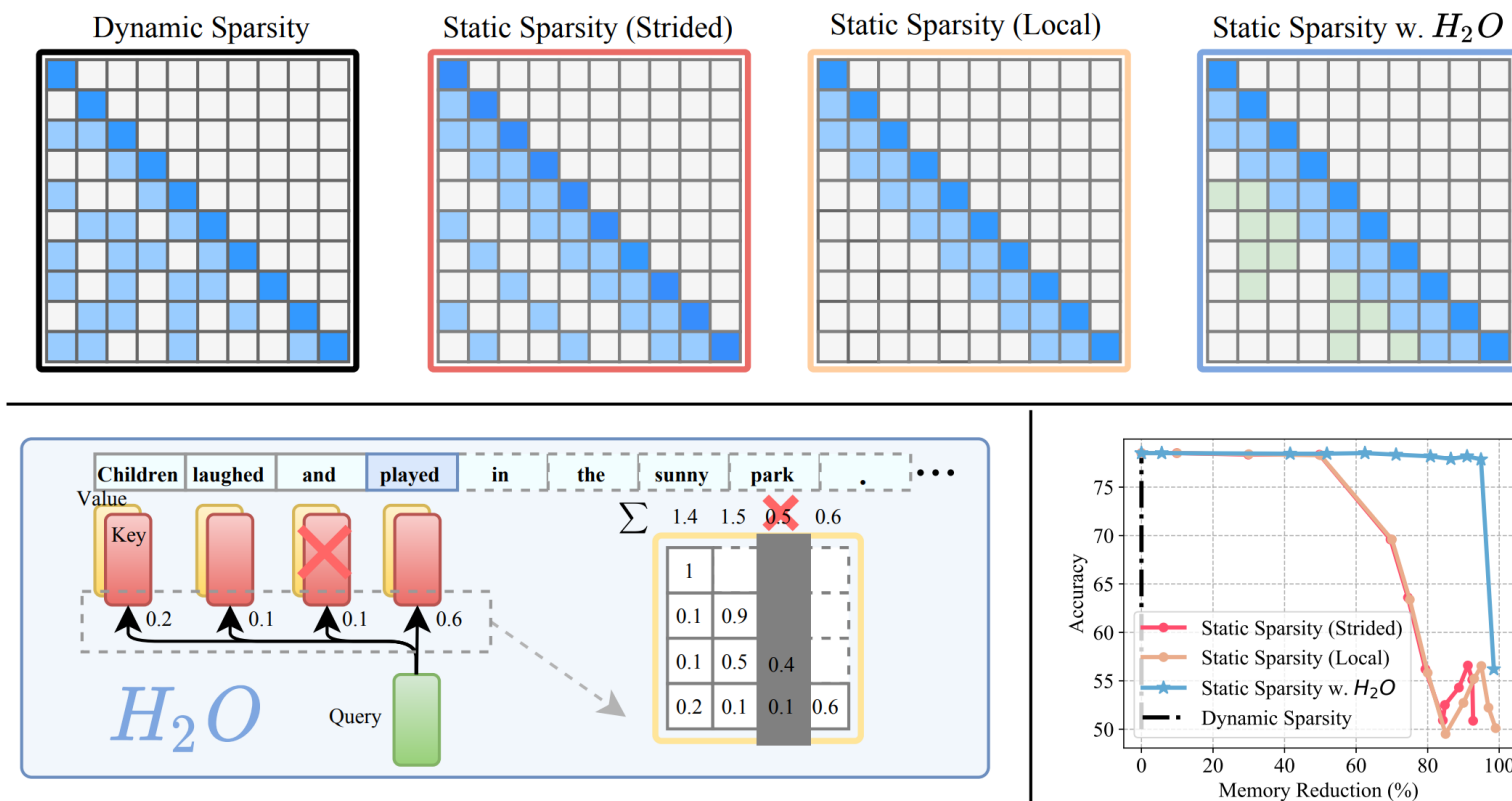 Dynamic Sparsity
Static Sparsity (Strided)
Static Sparsity (Local)
Static Sparsity w. H₂O
Children laughed and played in the sunny park . •••
Value
Key
∑ 1.4 1.5 0.5 0.6
0.2 0.1 0.1 0.6
1
0.1 0.9
0.1 0.5 0.4
0.2 0.1 0.1 0.6
H₂O
Query
Accuracy
75
70
65
60
55
50
Static Sparsity (Strided)
Static Sparsity (Local)
Static Sparsity w. H₂O
Dynamic Sparsity
0 20 40 60 80 100
Memory Reduction (%)